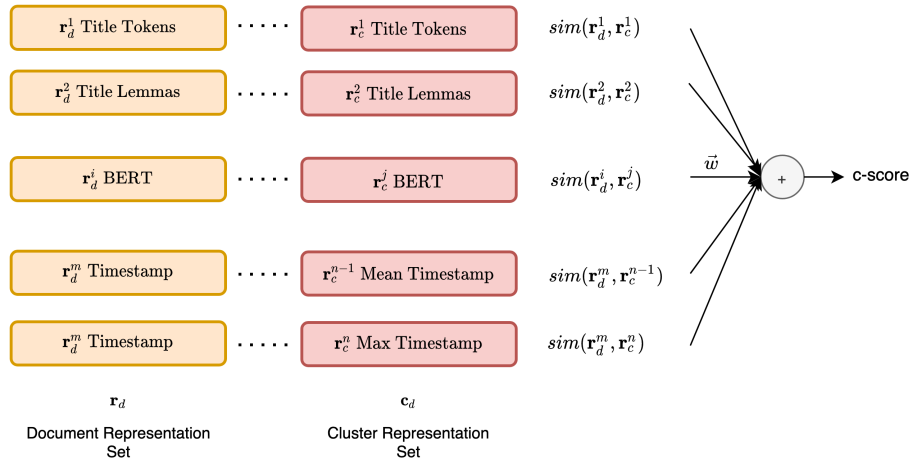 r_d^1 Title Tokens ····· r_c^1 Title Tokens sim(r_d^1, r_c^1)
r_d^2 Title Lemmas ····· r_c^2 Title Lemmas sim(r_d^2, r_c^2)
r_d^i BERT ····· r_c^j BERT sim(r_d^i, r_c^j) \vec{w} + c-score
r_d^m Timestamp ····· r_c^{n-1} Mean Timestamp sim(r_d^m, r_c^{n-1})
r_d^m Timestamp ····· r_c^n Max Timestamp sim(r_d^m, r_c^n)
r_d c_d
Document Representation Cluster Representation
Set Set